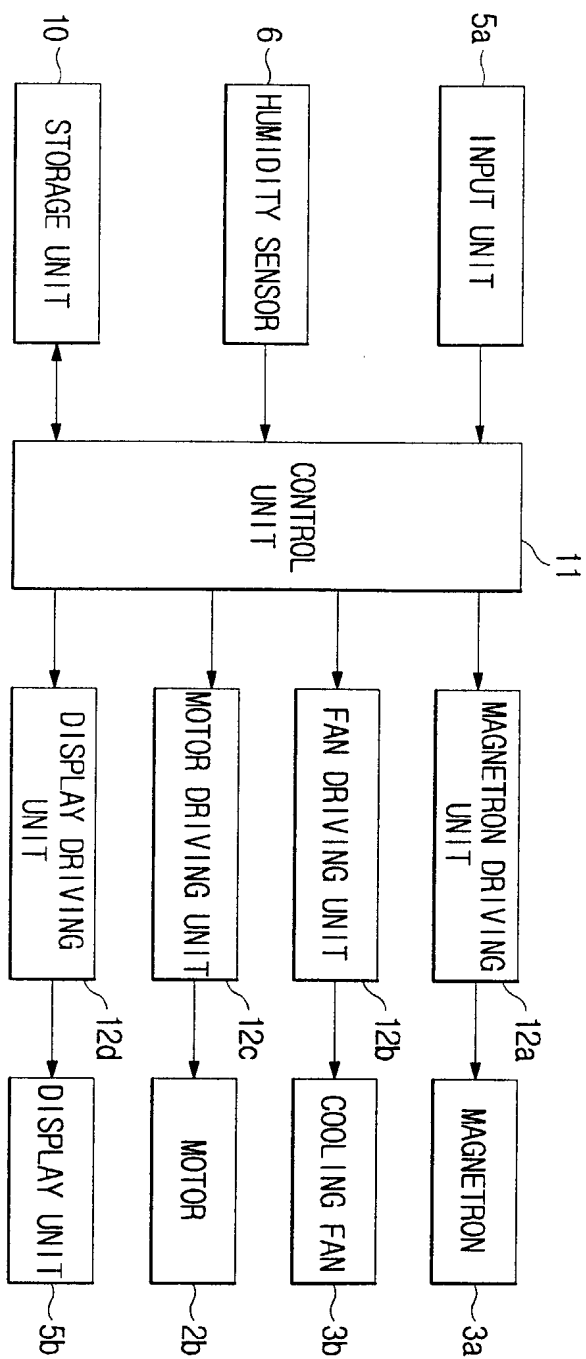 5a
INPUT UNIT
6
HUMIDITY SENSOR
10
STORAGE UNIT
11
CONTROL
UNIT
MAGNETRON DRIVING
UNIT
12a
MAGNETRON
3a
FAN DRIVING UNIT
12b
COOLING FAN
3b
MOTOR DRIVING UNIT
12c
MOTOR
2b
DISPLAY DRIVING
UNIT
12d
DISPLAY UNIT
5b